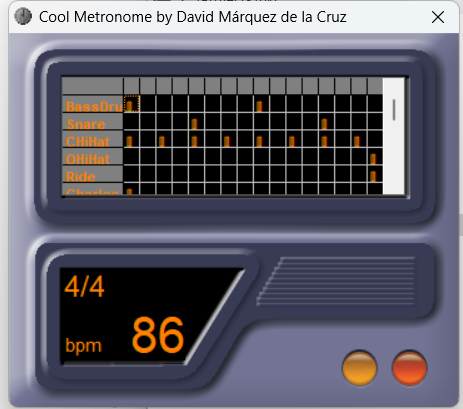 Cool Metronome by David Márquez de la Cruz
BassDru
Snare
CHiHat
OHiHat
Ride
4/4
bpm 86